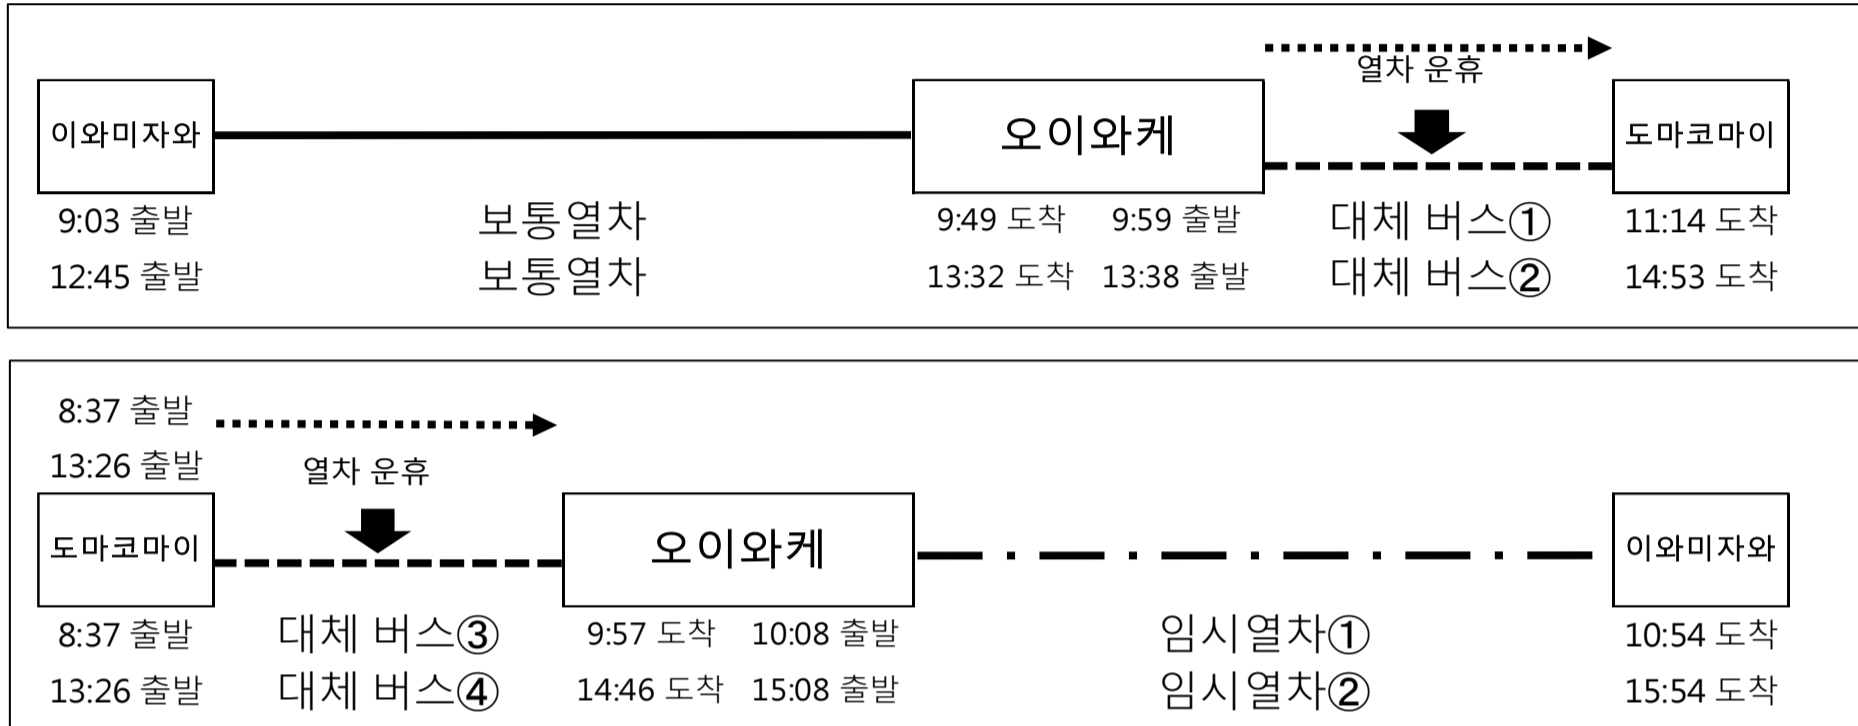 열차 운휴
이와미자와 오이와케 도마코마이
9:03 출발 보통열차 9:49 도착 9:59 출발 대체 버스① 11:14 도착
12:45 출발 보통열차 13:32 도착 13:38 출발 대체 버스② 14:53 도착
8:37 출발
13:26 출발
열차 운휴
도마코마이 오이와케 이와미자와
8:37 출발 대체 버스③ 9:57 도착 10:08 출발 임시열차① 10:54 도착
13:26 출발 대체 버스④ 14:46 도착 15:08 출발 임시열차② 15:54 도착